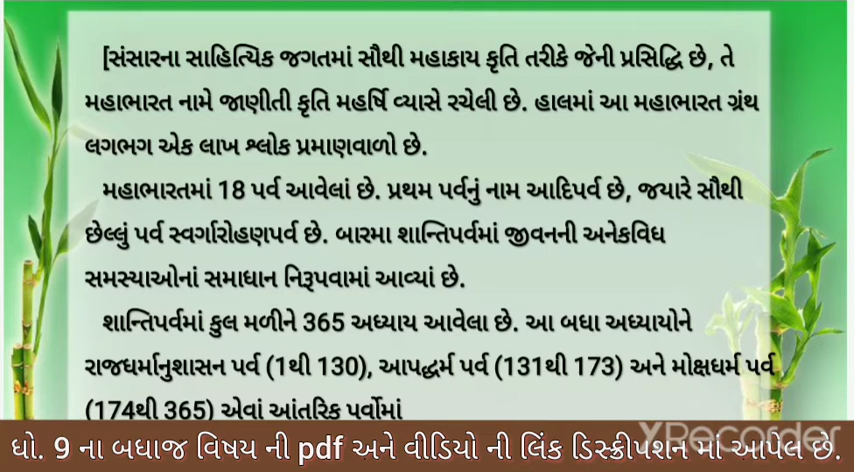 [સંસારના સાહિત્યિક જગતમાં સૌથી મહાકાય કૃતિ તરીકે જેની પ્રસિદ્ધિ છે, તે
મહાભારત નામે જાણીતી કૃતિ મહર્ષિ વ્યાસે રચેલી છે. હાલમાં આ મહાભારત ગ્રંથ
લગભગ એક લાખ શ્લોક પ્રમાણવાળો છે.
મહાભારતમાં 18 પર્વ આવેલાં છે. પ્રથમ પર્વનું નામ આદિપર્વ છે, જ્યારે સૌથી
છેલ્લું પર્વ સ્વર્ગારોહણપર્વ છે. બારમા શાન્તિપર્વમાં જીવનની અનેકવિધ
સમસ્યાઓનાં સમાધાન નિરૂપવામાં આવ્યાં છે.
શાન્તિપર્વમાં કુલ મળીને 365 અધ્યાય આવેલા છે. આ બધા અધ્યાયોને
રાજધર્માનુશાસન પર્વ (1થી 130), આપદ્ધર્મ પર્વ (131થી 173) અને મોક્ષધર્મ પર્વ
(174થી 365) એવાં આંતરિક પર્વોમાં
XRecorder
ધો. 9 ના બધાજ વિષય ની pdf અને વીડિયો ની લિંક ડિસ્ક્રીપશન માં આપેલ છે.